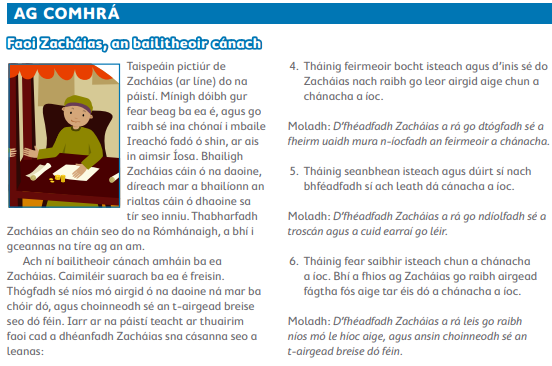 AG COMHRÁ
Faoi Zacháias, an bailitheoir cánach
Taispeáin pictiúr de
Zacháias (ar líne) do na
páistí. Mínigh dóibh gur
fear beag ba ea é, agus go
raibh sé ina chónaí i mbaile
Ireachó fadó ó shin, ar ais
in aimsir Íosa. Bhailigh
Zacháias cáin ó na daoine,
díreach mar a bhailíonn an
rialtas cáin ó dhaoine sa
tír seo inniu. Thabharfadh
Zacháias an cháin seo do na Rómhánaigh, a bhí i
gceannas na tíre ag an am.
Ach ní bailitheoir cánach amháin ba ea
Zacháias. Caimiléir suarach ba ea é freisin.
Thógfadh sé níos mó airgid ó na daoine ná mar ba
chóir dó, agus choinneodh sé an t-airgead breise
seo dó féin. Iarr ar na páistí teacht ar thuairim
faoi cad a dhéanfadh Zacháias sna cásanna seo a
leanas:
4. Tháinig feirmeoir bocht isteach agus d'inis sé do
Zacháias nach raibh go leor airgid aige chun a
chánacha a íoc.
Moladh: D'fhéadfadh Zacháias a rá go dtógfadh sé a
fheirm uaidh mura n-íocfadh an feirmeoir a chánacha.
5. Tháinig seanbhean isteach agus dúirt sí nach
bhféadfadh sí ach leath dá cánacha a íoc.
Moladh: D'fhéadfadh Zacháias a rá go ndíolfadh sé a
troscán agus a cuid earraí go léir.
6. Tháinig fear saibhir isteach chun a chánacha
a íoc. Bhí a fhios ag Zacháias go raibh airgead
fágtha fós aige tar éis dó a chánacha a íoc.
Moladh: D'fhéadfadh Zacháias a rá leis go raibh
níos mó le híoc aige, agus ansin choinneodh sé an
t-airgead breise dó féin.